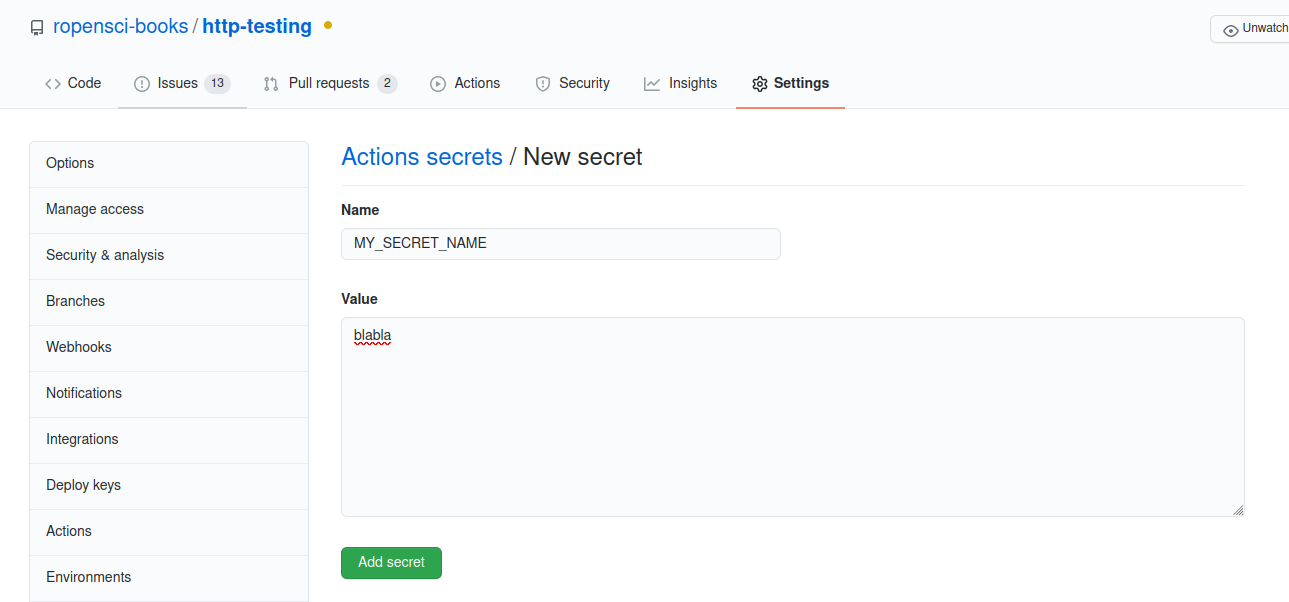 ropensci-books / http-testing
Unwatch
Code Issues 13 Pull requests 2 Actions Security Insights Settings
Options
Manage access
Security & analysis
Branches
Webhooks
Notifications
Integrations
Deploy keys
Actions
Environments
Actions secrets / New secret
Name
MY_SECRET_NAME
Value
blabla
Add secret